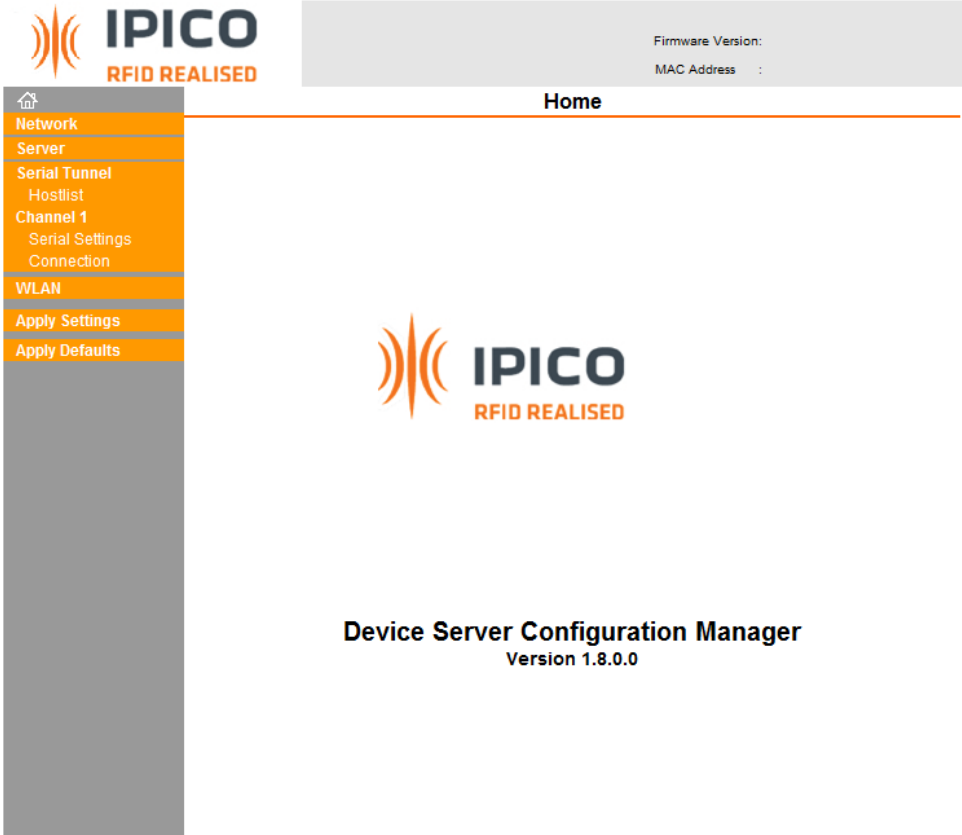 IPICO
RFID REALISED
Firmware Version:
MAC Address :
Home
Network
Server
Serial Tunnel
Hostlist
Channel 1
Serial Settings
Connection
WLAN
Apply Settings
Apply Defaults
IPICO
RFID REALISED
Device Server Configuration Manager
Version 1.8.0.0